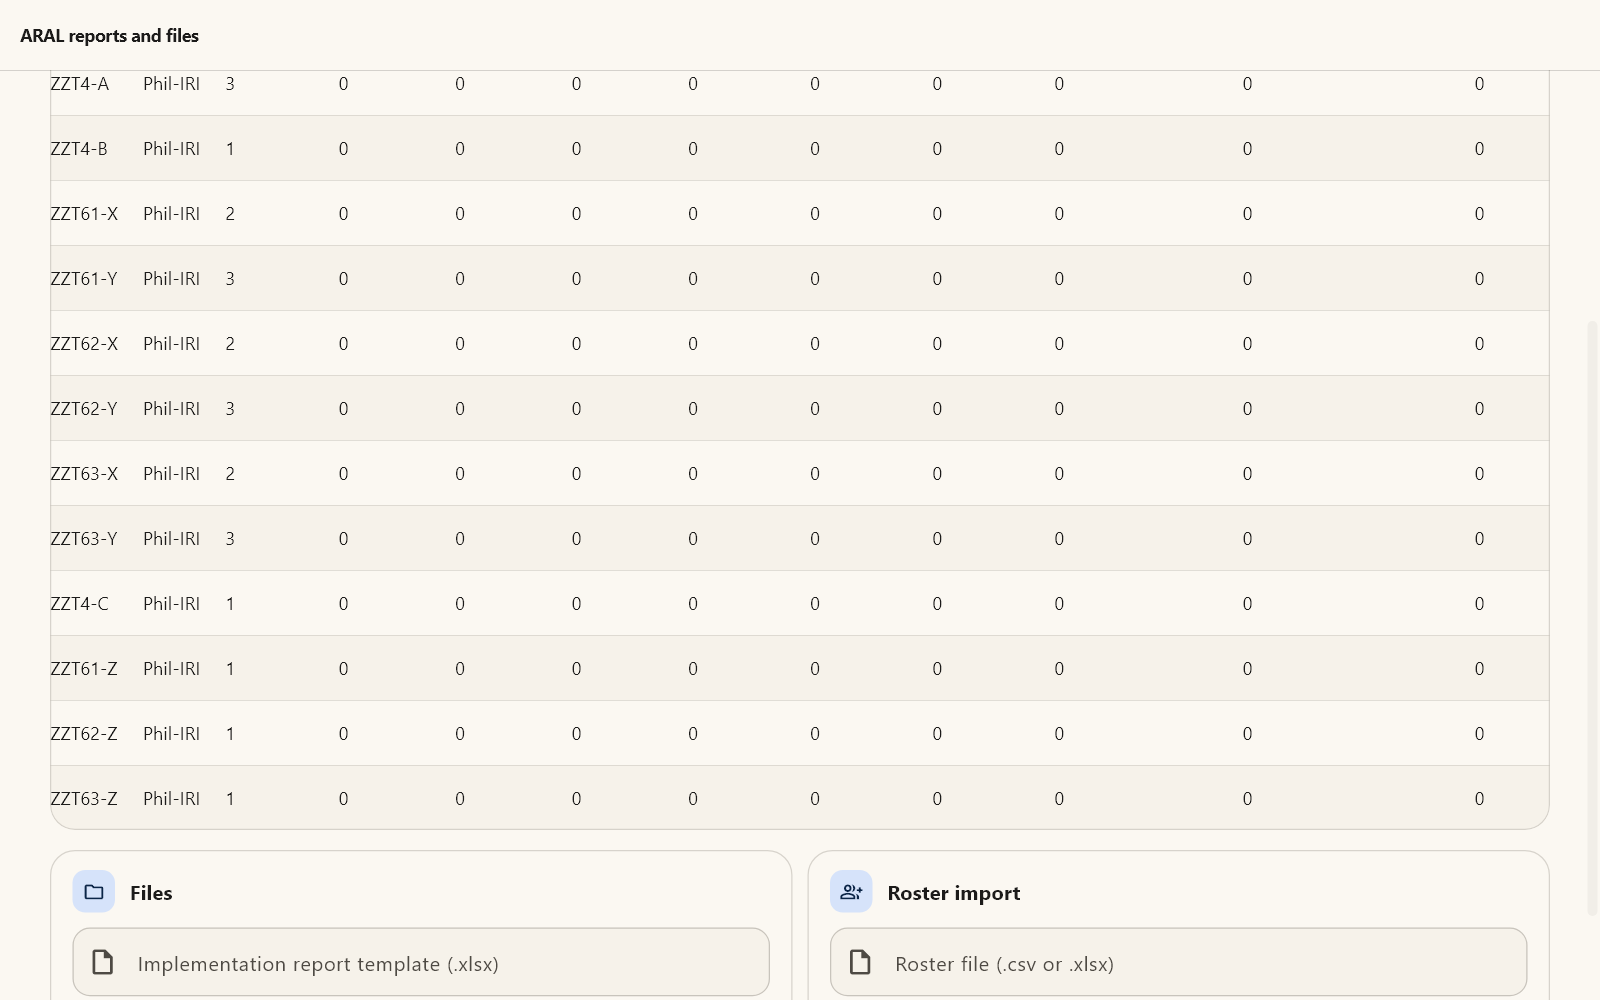 ARAL reports and files
ZZT4-A Phil-IRI 3 0 0 0 0 0 0 0 0 0
ZZT4-B Phil-IRI 1 0 0 0 0 0 0 0 0 0
ZZT61-X Phil-IRI 2 0 0 0 0 0 0 0 0 0
ZZT61-Y Phil-IRI 3 0 0 0 0 0 0 0 0 0
ZZT62-X Phil-IRI 2 0 0 0 0 0 0 0 0 0
ZZT62-Y Phil-IRI 3 0 0 0 0 0 0 0 0 0
ZZT63-X Phil-IRI 2 0 0 0 0 0 0 0 0 0
ZZT63-Y Phil-IRI 3 0 0 0 0 0 0 0 0 0
ZZT4-C Phil-IRI 1 0 0 0 0 0 0 0 0 0
ZZT61-Z Phil-IRI 1 0 0 0 0 0 0 0 0 0
ZZT62-Z Phil-IRI 1 0 0 0 0 0 0 0 0 0
ZZT63-Z Phil-IRI 1 0 0 0 0 0 0 0 0 0
Files
Implementation report template (.xlsx)
Roster import
Roster file (.csv or .xlsx)